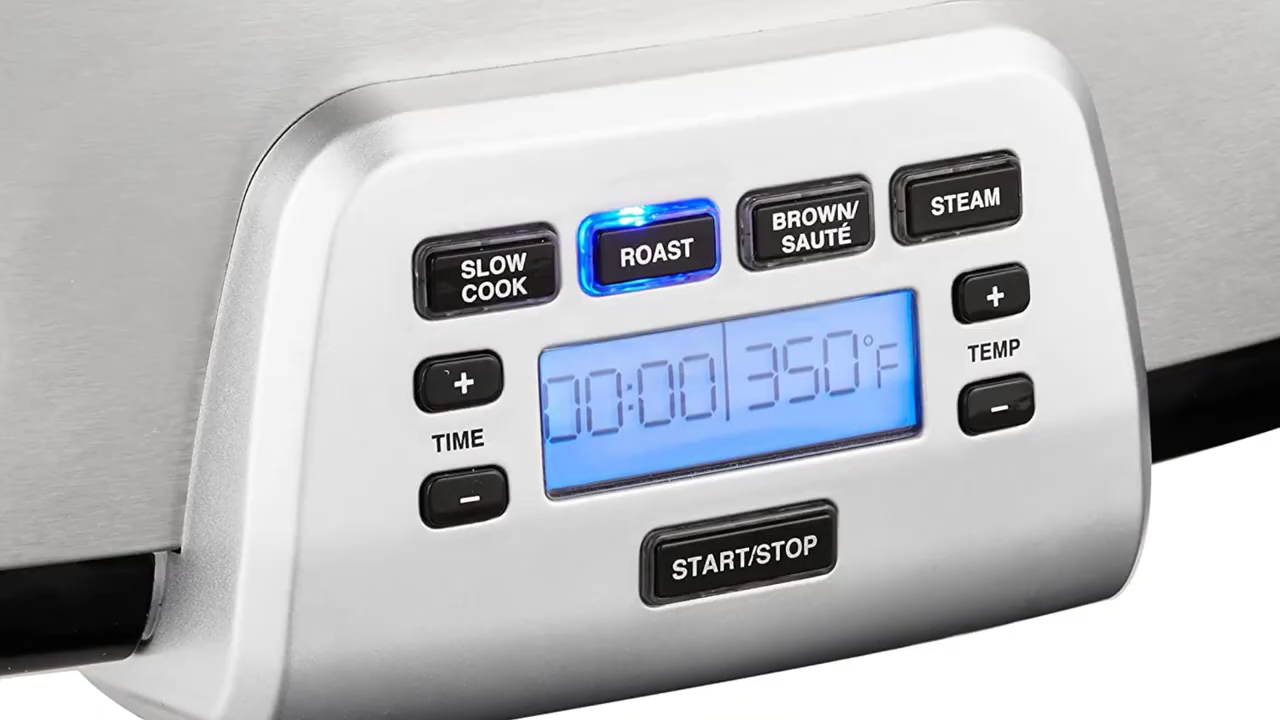 SLOW
COOK
ROAST
BROWN/
SAUTÉ
STEAM
+
TIME
-
00:00
350°F
+
TEMP
-
START/STOP